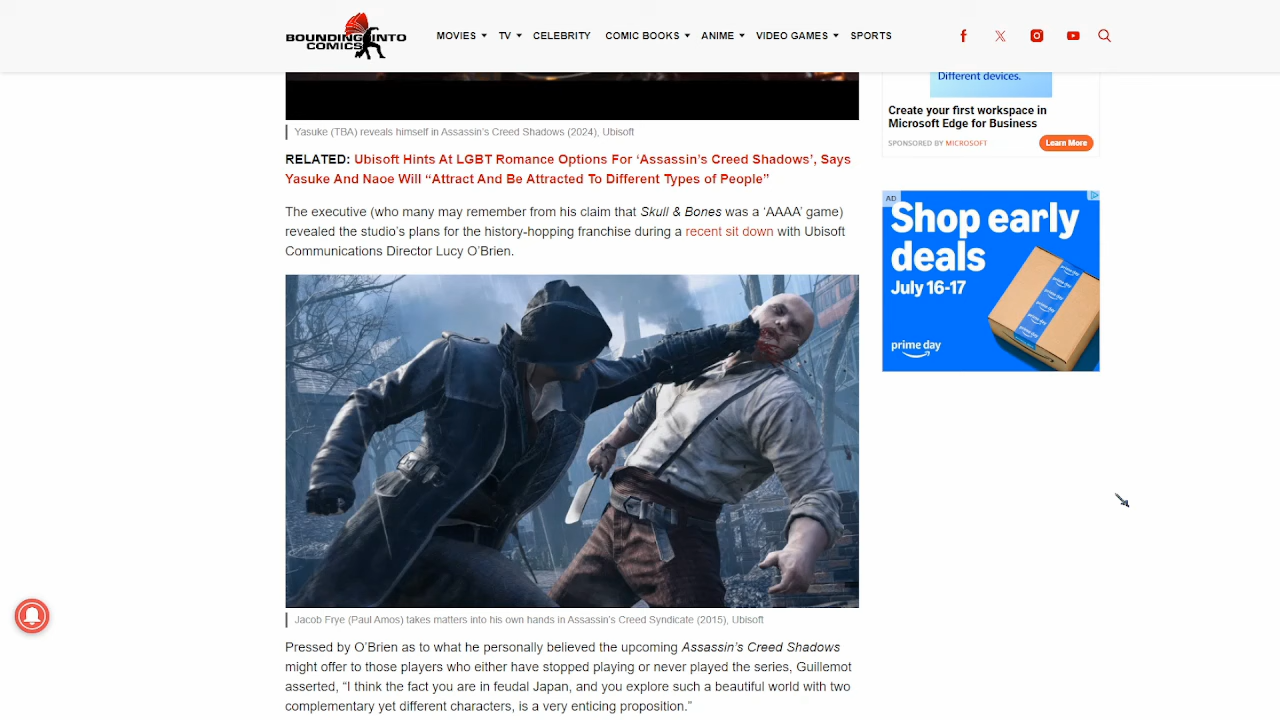 BOUNDING INTO
COMICS
MOVIES
TV
CELEBRITY
COMIC BOOKS
ANIME
VIDEO GAMES
SPORTS
Yasuke (TBA) reveals himself in Assassin's Creed Shadows (2024), Ubisoft
RELATED: Ubisoft Hints At LGBT Romance Options For ‘Assassin’s Creed Shadows’, Says
Yasuke And Naoe Will “Attract And Be Attracted To Different Types of People”
The executive (who many may remember from his claim that Skull & Bones was a ‘AAAA’ game)
revealed the studio’s plans for the history-hopping franchise during a recent sit down with Ubisoft
Communications Director Lucy O’Brien.
Jacob Frye (Paul Amos) takes matters into his own hands in Assassin’s Creed Syndicate (2015), Ubisoft
Pressed by O’Brien as to what he personally believed the upcoming Assassin’s Creed Shadows
might offer to those players who either have stopped playing or never played the series, Guillemot
asserted, “I think the fact you are in feudal Japan, and you explore such a beautiful world with two
complementary yet different characters, is a very enticing proposition.”
Different devices.
Create your first workspace in
Microsoft Edge for Business
SPONSORED BY MICROSOFT
Learn More
AD
Shop early
deals
July 16-17
prime day